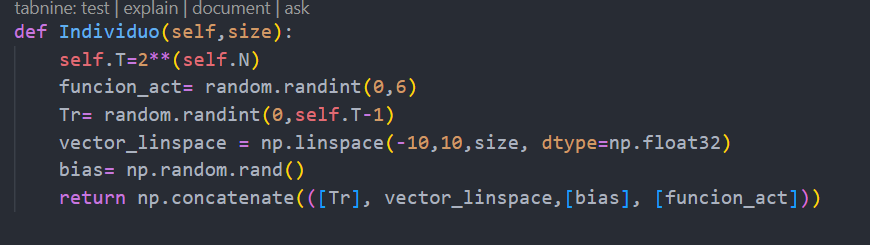 tabnine: test | explain | document | ask
def Individuo(self,size):
    self.T=2**(self.N)
    funcion_act= random.randint(0,6)
    Tr= random.randint(0,self.T-1)
    vector_linspace = np.linspace(-10,10,size, dtype=np.float32)
    bias= np.random.rand()
    return np.concatenate(([Tr], vector_linspace,[bias], [funcion_act]))